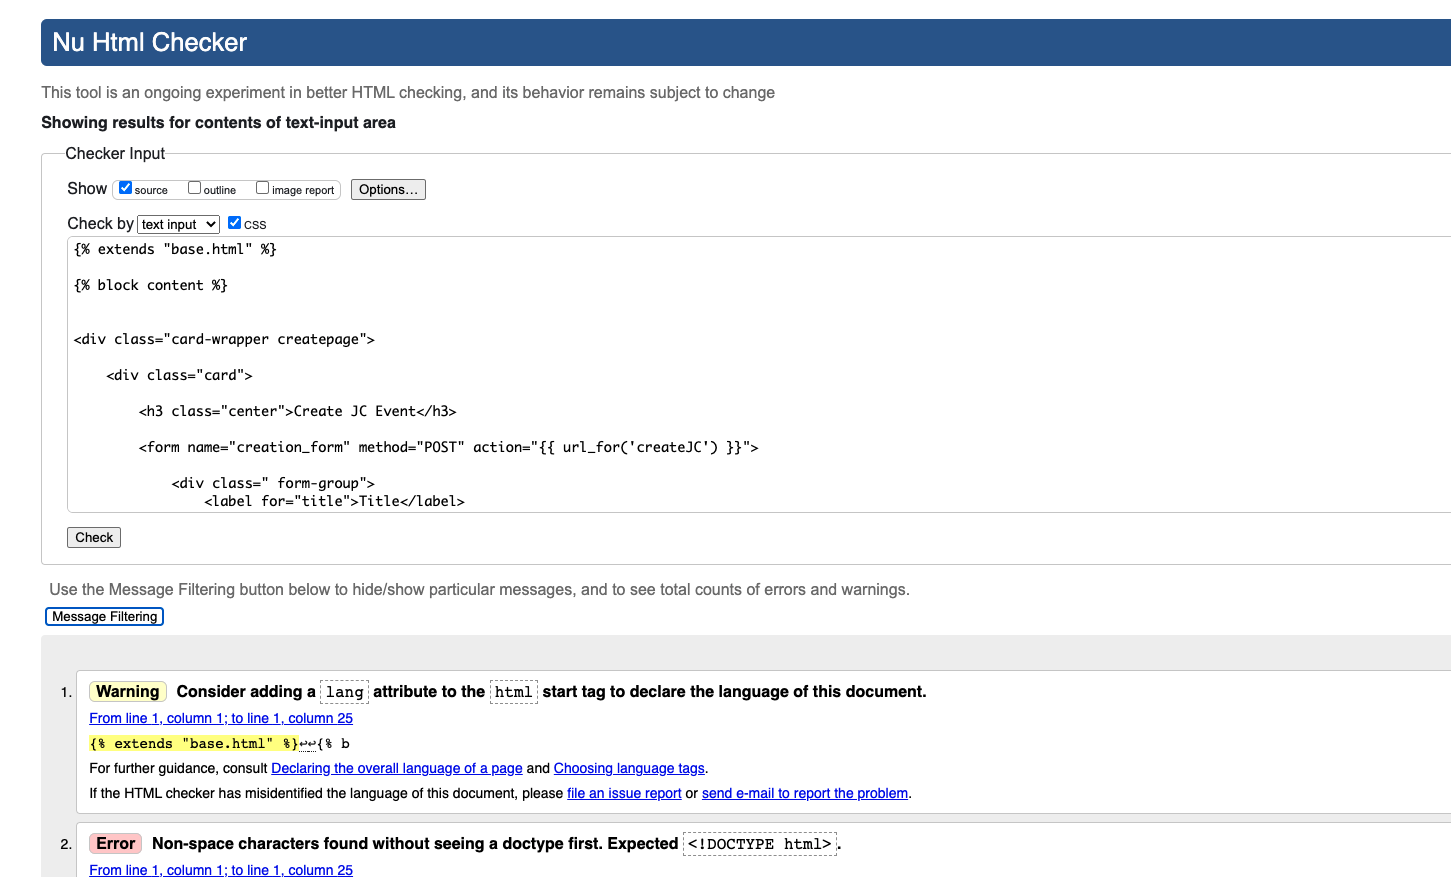 Nu Html Checker
This tool is an ongoing experiment in better HTML checking, and its behavior remains subject to change
Showing results for contents of text-input area
Checker Input
Show source outline image report Options...
Check by text input CSS
{% extends "base.html" %}
{% block content %}
<div class="card-wrapper createpage">
<div class="card">
<h3 class="center">Create JC Event</h3>
<form name="creation_form" method="POST" action="{{ url_for('createJC') }}">
<div class=" form-group">
<label for="title">Title</label>
Check
Use the Message Filtering button below to hide/show particular messages, and to see total counts of errors and warnings.
Message Filtering
1. Warning Consider adding a lang attribute to the html start tag to declare the language of this document.
From line 1, column 1; to line 1, column 25
{% extends "base.html" %}↩↩{% b
For further guidance, consult Declaring the overall language of a page and Choosing language tags.
If the HTML checker has misidentified the language of this document, please file an issue report or send e-mail to report the problem.
2. Error Non-space characters found without seeing a doctype first. Expected <!DOCTYPE html>.
From line 1, column 1; to line 1, column 25